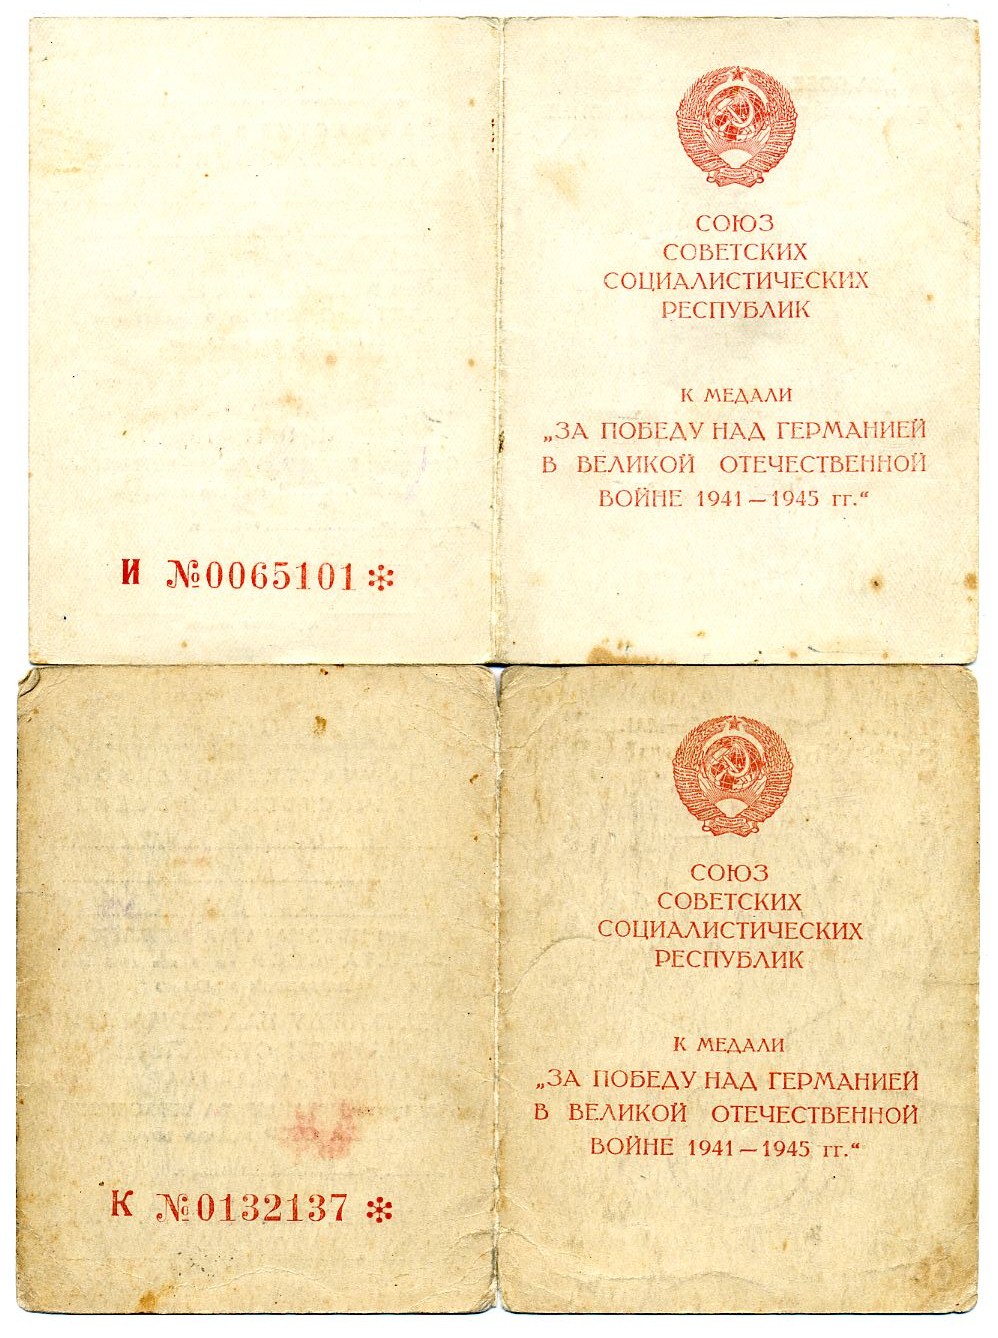 И №0065101 *
СОЮЗ
СОВЕТСКИХ
СОЦИАЛИСТИЧЕСКИХ
РЕСПУБЛИК
К МЕДАЛИ
„ЗА ПОБЕДУ НАД ГЕРМАНИЕЙ
В ВЕЛИКОЙ ОТЕЧЕСТВЕННОЙ
ВОЙНЕ 1941—1945 гг.“
К №0132137 *
СОЮЗ
СОВЕТСКИХ
СОЦИАЛИСТИЧЕСКИХ
РЕСПУБЛИК
К МЕДАЛИ
„ЗА ПОБЕДУ НАД ГЕРМАНИЕЙ
В ВЕЛИКОЙ ОТЕЧЕСТВЕННОЙ
ВОЙНЕ 1941—1945 гг.“